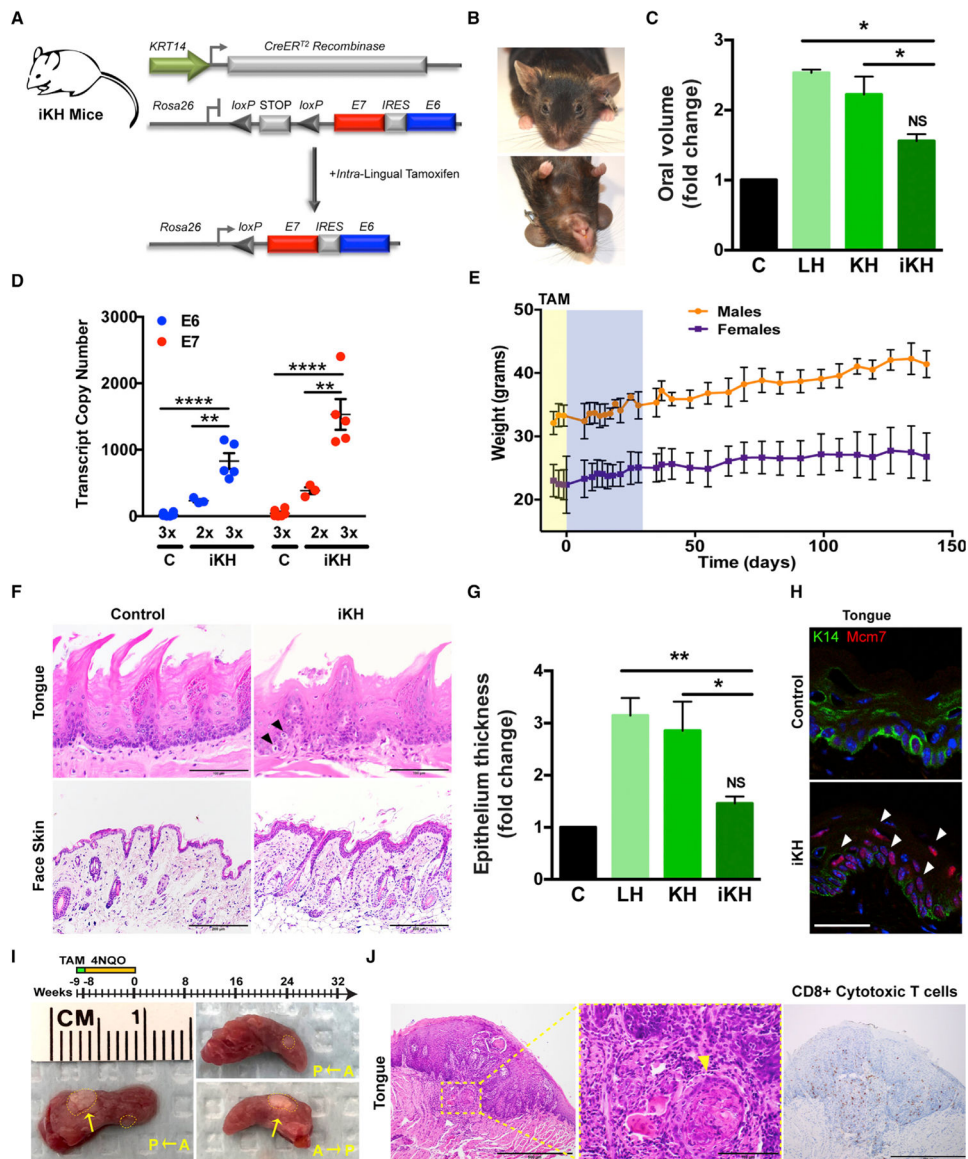 A
KRT14
CreERT2 Recombinase
iKH Mice
Rosa26
loxP STOP loxP E7 IRES E6
+Intra-Lingual Tamoxifen
Rosa26 loxP E7 IRES E6
B
C
Oral volume
(fold change)
3
2
1
0
*
*
NS
C LH KH iKH
D
E6
E7
Transcript Copy Number
3000
2000
1000
0
****
**
****
**
3x 2x 3x 3x 2x 3x
C iKH C iKH
E
TAM
Males
Females
Weight (grams)
50
40
30
20
0 50 100 150
Time (days)
F
Control iKH
Tongue
Face Skin
G
Epithelium thickness
(fold change)
4
3
2
1
0
**
*
NS
C LH KH iKH
H
Tongue
K14 Mcm7
Control
iKH
I
TAM 4NQO
-9 -8 0 8 16 24 32
Weeks
CM 1
P ← A
P ← A
A → P
J
Tongue
CD8+ Cytotoxic T cells